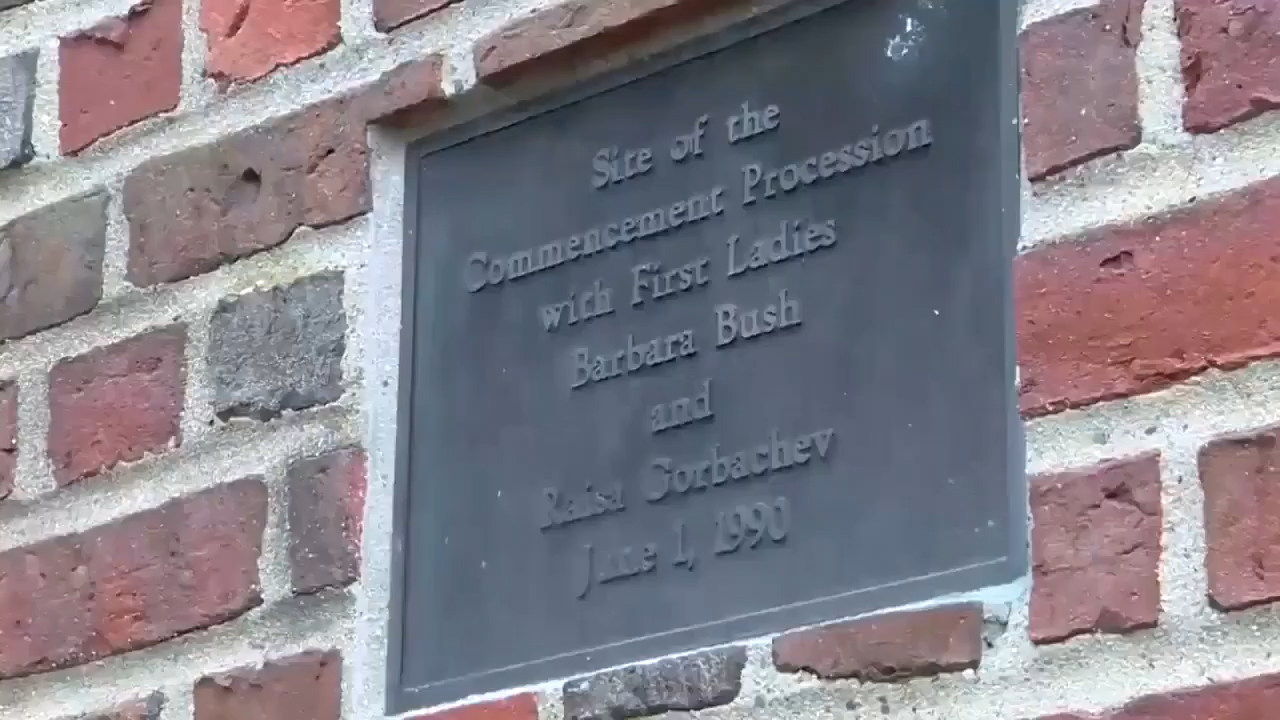 Site of the
Commencement Procession
with First Ladies
Barbara Bush
and
Raisa Gorbachev
June 1, 1990